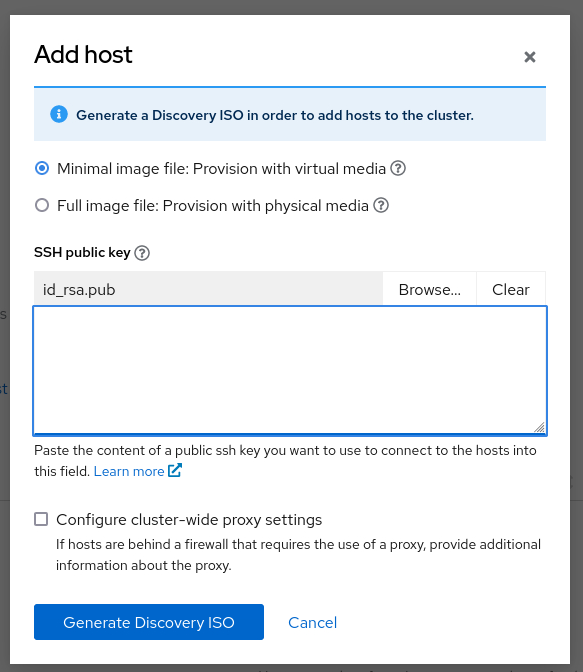 Add host
Generate a Discovery ISO in order to add hosts to the cluster.
Minimal image file: Provision with virtual media
Full image file: Provision with physical media
SSH public key
id_rsa.pub
Browse...
Clear
Paste the content of a public ssh key you want to use to connect to the hosts into
this field. Learn more
Configure cluster-wide proxy settings
If hosts are behind a firewall that requires the use of a proxy, provide additional
information about the proxy.
Generate Discovery ISO
Cancel